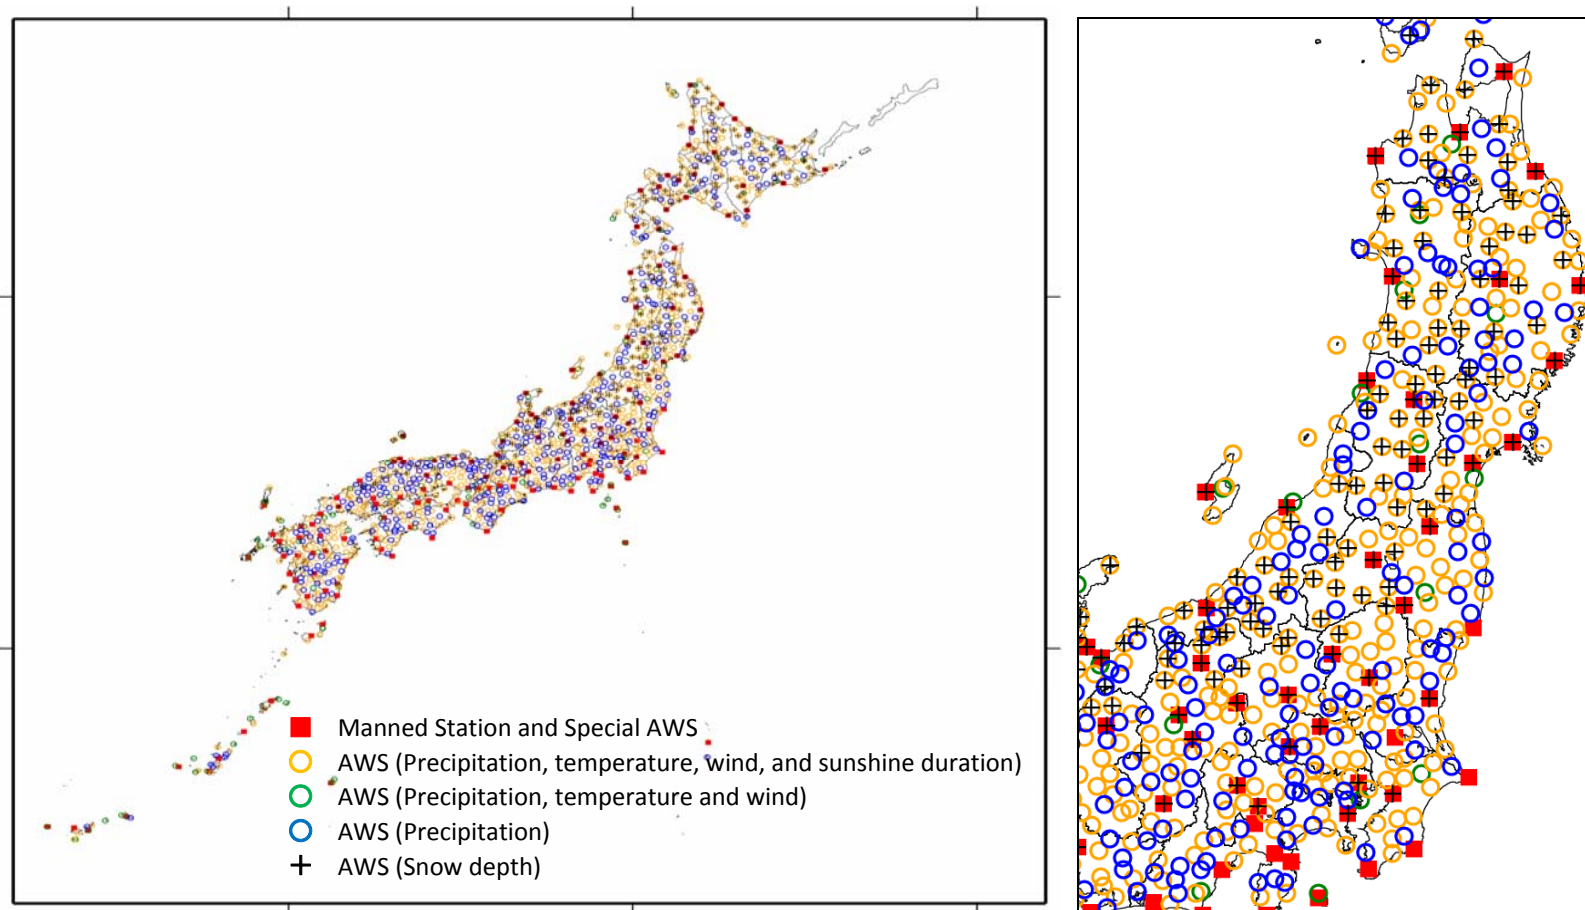 Manned Station and Special AWS
AWS (Precipitation, temperature, wind, and sunshine duration)
AWS (Precipitation, temperature and wind)
AWS (Precipitation)
AWS (Snow depth)